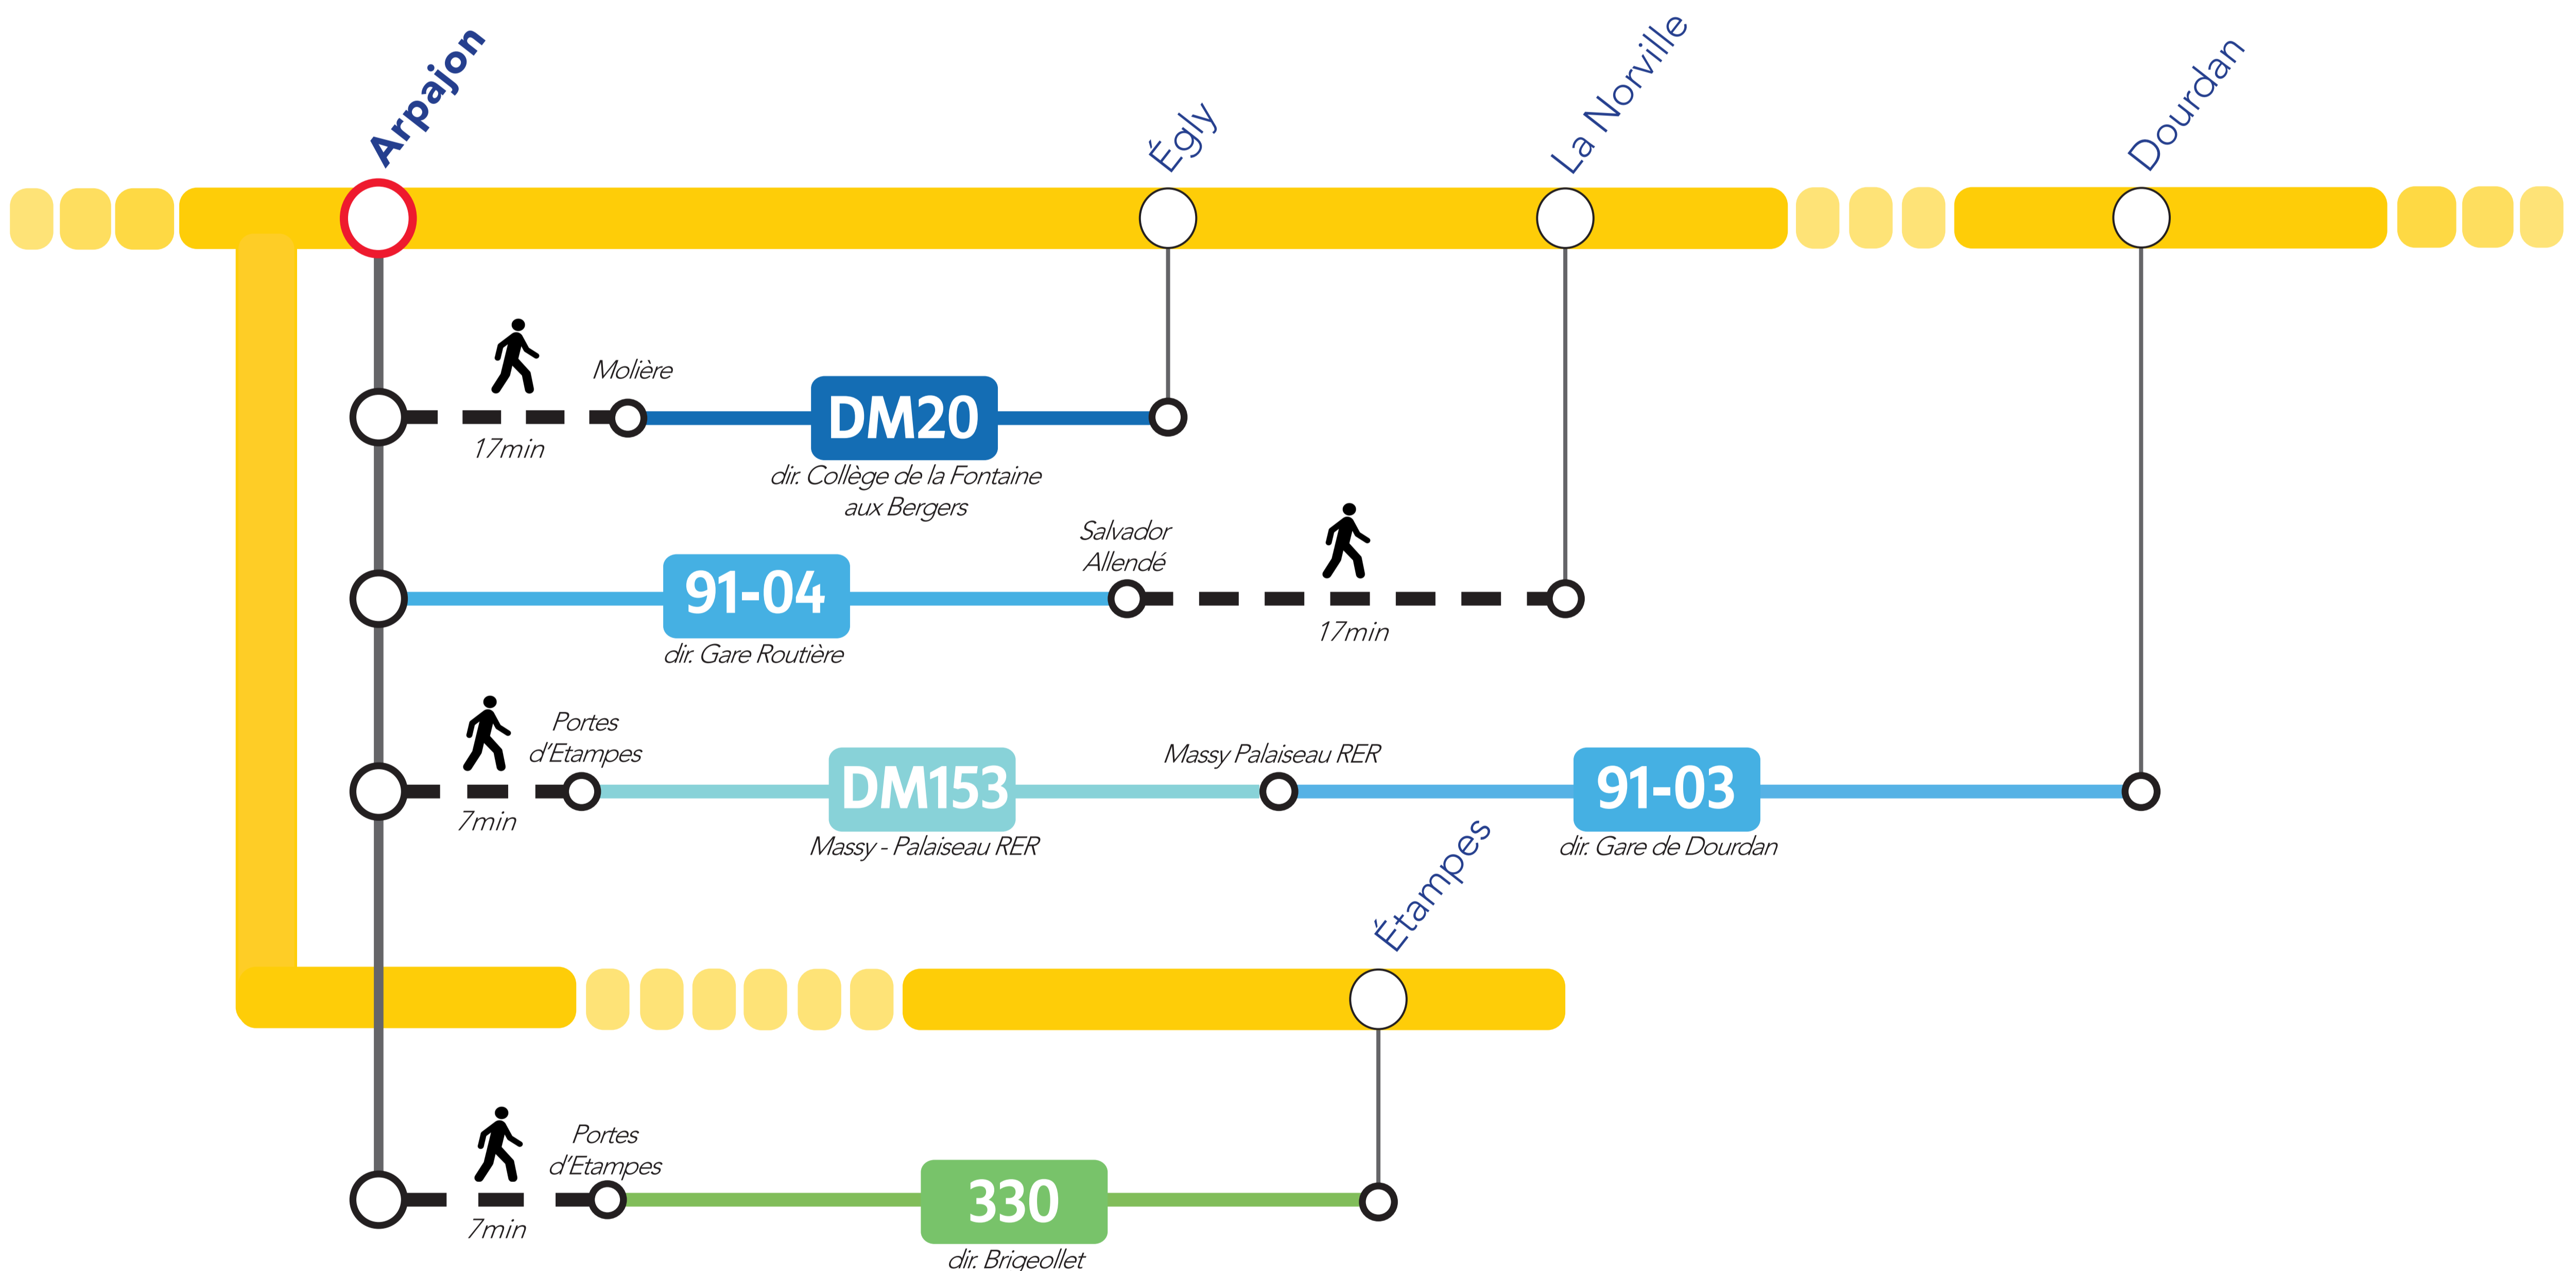 Arpajon
Égly
La Norville
Dourdan
Molière
17min
DM20
dir. Collège de la Fontaine
aux Bergers
91-04
dir. Gare Routière
Salvador
Allendé
17min
7min
Portes
d'Etampes
DM153
Massy - Palaiseau RER
Massy Palaiseau RER
91-03
dir. Gare de Dourdan
Étampes
7min
Portes
d'Etampes
330
dir. Brigeollet